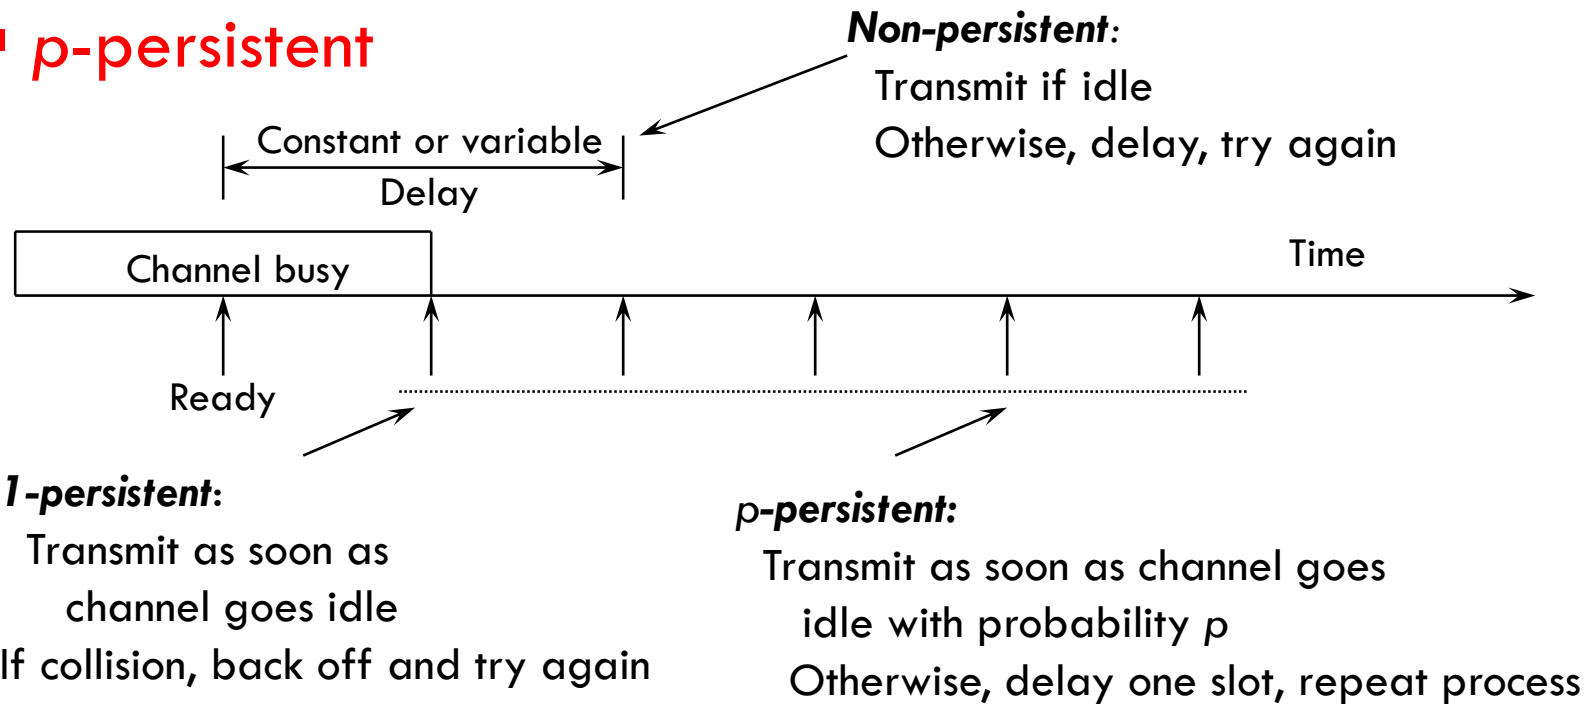 p-persistent
Non-persistent:
Transmit if idle
Otherwise, delay, try again
Constant or variable
Delay
Channel busy
Time
Ready
1-persistent:
Transmit as soon as
channel goes idle
If collision, back off and try again
p-persistent:
Transmit as soon as channel goes
idle with probability p
Otherwise, delay one slot, repeat process